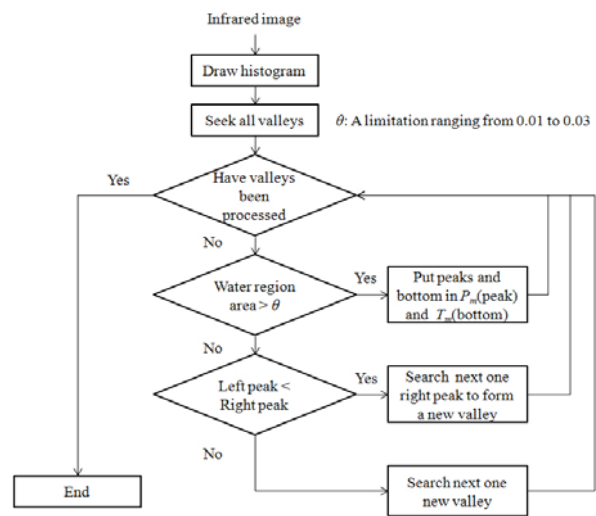 Infrared image
Draw histogram
Seek all valleys
θ: A limitation ranging from 0.01 to 0.03
Yes
Have valleys
been
processed
No
Water region
area > θ
Yes
Put peaks and
bottom in Pm(peak)
and Tm(bottom)
No
Left peak <
Right peak
Yes
Search next one
right peak to form
a new valley
No
End
Search next one
new valley